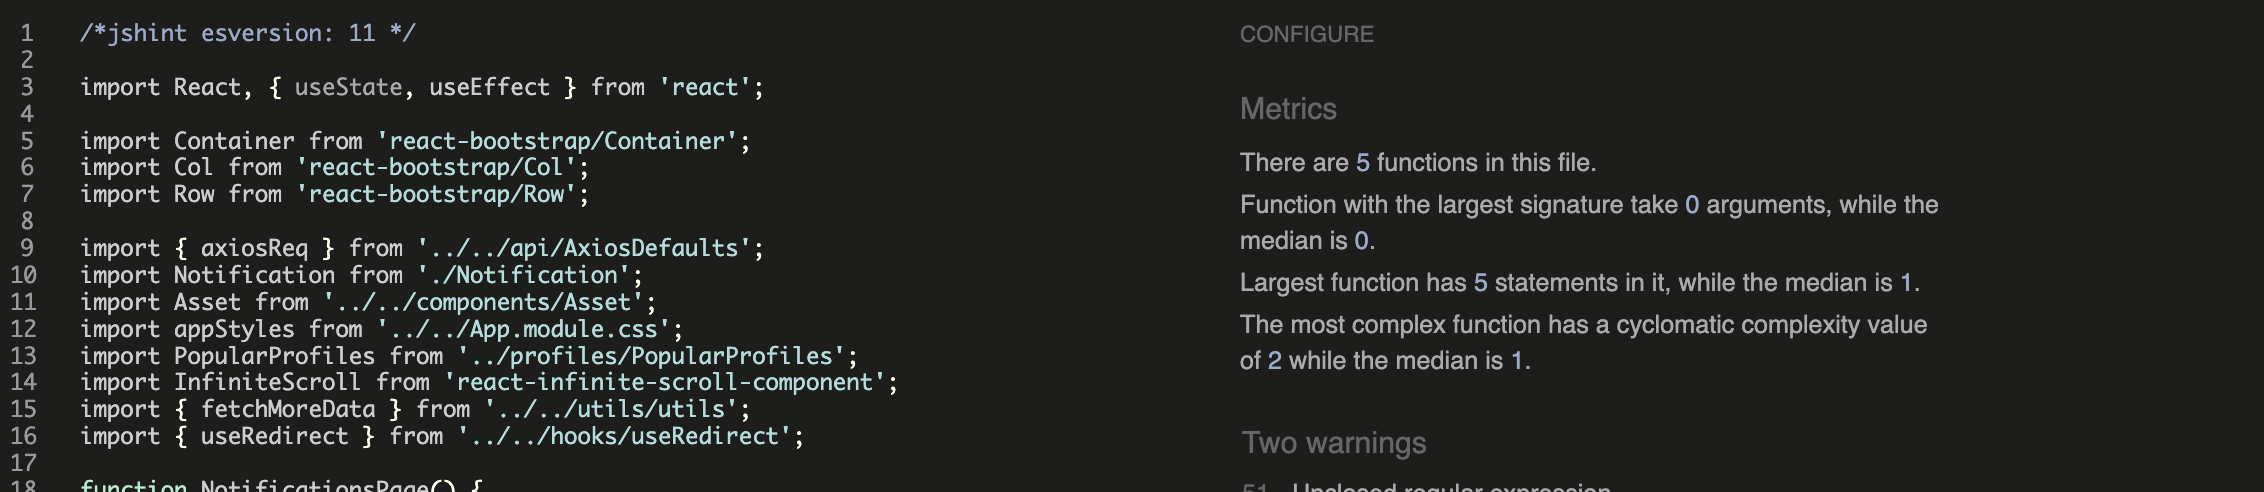 1 /*jshint esversion: 11 */
2
3 import React, { useState, useEffect } from 'react';
4
5 import Container from 'react-bootstrap/Container';
6 import Col from 'react-bootstrap/Col';
7 import Row from 'react-bootstrap/Row';
8
9 import { axiosReq } from '../../api/AxiosDefaults';
10 import Notification from './Notification';
11 import Asset from '../../components/Asset';
12 import appStyles from '../../App.module.css';
13 import PopularProfiles from '../profiles/PopularProfiles';
14 import InfiniteScroll from 'react-infinite-scroll-component';
15 import { fetchMoreData } from '../../utils/utils';
16 import { useRedirect } from '../../hooks/useRedirect';
17
18 function NotificationsPage() {
CONFIGURE
Metrics
There are 5 functions in this file.
Function with the largest signature take 0 arguments, while the
median is 0.
Largest function has 5 statements in it, while the median is 1.
The most complex function has a cyclomatic complexity value
of 2 while the median is 1.
Two warnings
51 Unclosed regular expression.